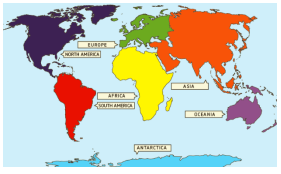 EUROPE
NORTH AMERICA
ASIA
AFRICA
SOUTH AMERICA
OCEANIA
ANTARCTICA